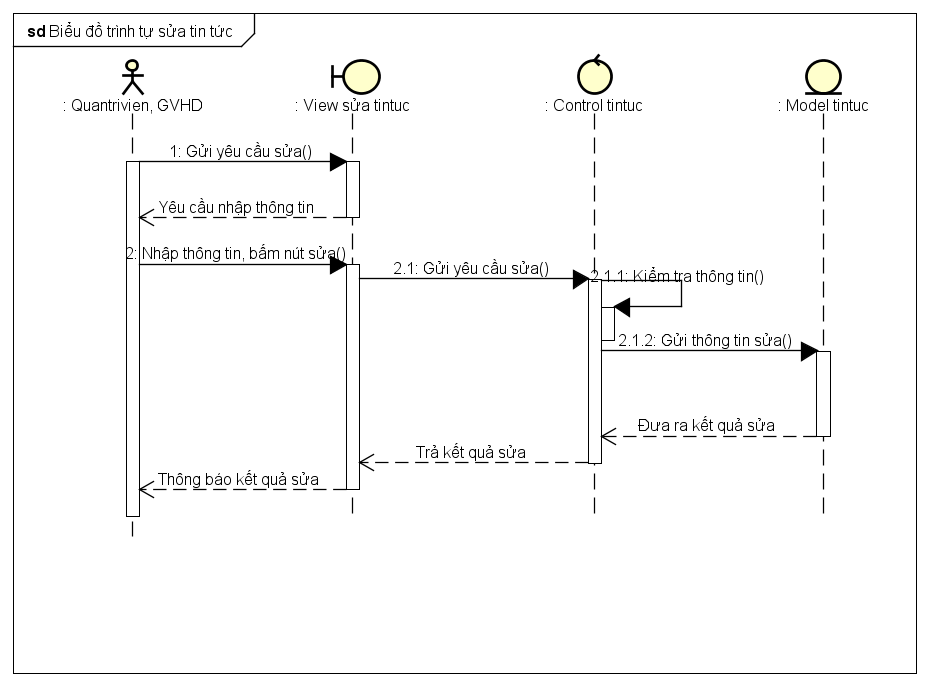 sd Biểu đồ trình tự sửa tin tức
: Quantrivien, GVHD
: View sửa tintuc
: Control tintuc
: Model tintuc
1: Gửi yêu cầu sửa()
Yêu cầu nhập thông tin
2: Nhập thông tin, bấm nút sửa()
2.1: Gửi yêu cầu sửa()
2.1.1: Kiểm tra thông tin()
2.1.2: Gửi thông tin sửa()
Đưa ra kết quả sửa
Trả kết quả sửa
Thông báo kết quả sửa